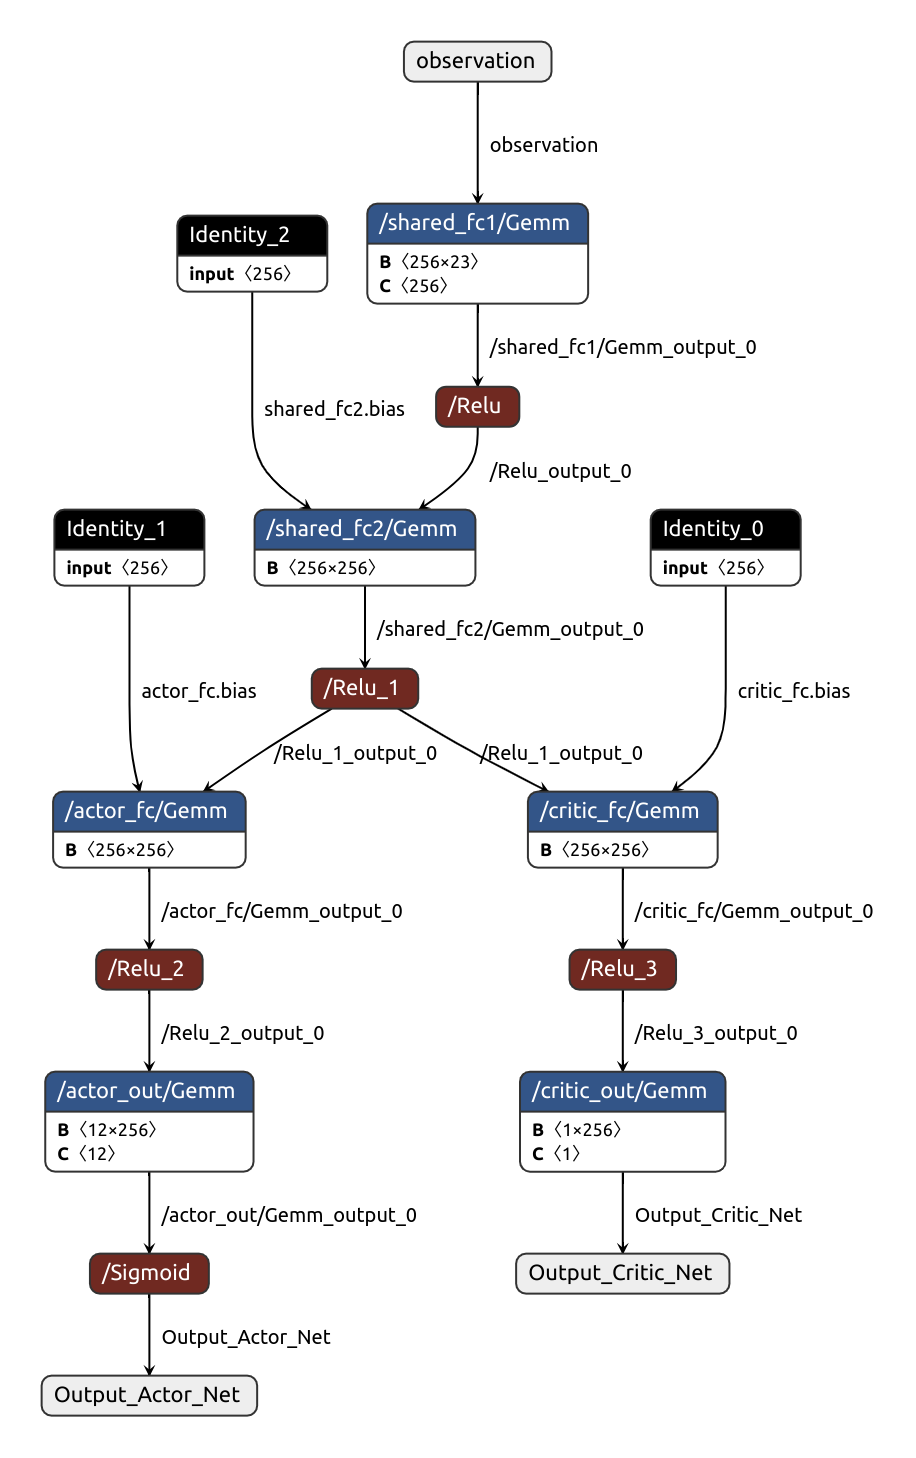 observation
observation
Identity_2
input〈256〉
/shared_fc1/Gemm
B〈256×23〉
C〈256〉
/shared_fc1/Gemm_output_0
shared_fc2.bias
/Relu
/Relu_output_0
Identity_1
input〈256〉
/shared_fc2/Gemm
B〈256×256〉
Identity_0
input〈256〉
/shared_fc2/Gemm_output_0
actor_fc.bias
/Relu_1
critic_fc.bias
/Relu_1_output_0
/Relu_1_output_0
/actor_fc/Gemm
B〈256×256〉
/critic_fc/Gemm
B〈256×256〉
/actor_fc/Gemm_output_0
/critic_fc/Gemm_output_0
/Relu_2
/Relu_3
/Relu_2_output_0
/Relu_3_output_0
/actor_out/Gemm
B〈12×256〉
C〈12〉
/critic_out/Gemm
B〈1×256〉
C〈1〉
/actor_out/Gemm_output_0
Output_Critic_Net
/Sigmoid
Output_Critic_Net
Output_Actor_Net
Output_Actor_Net